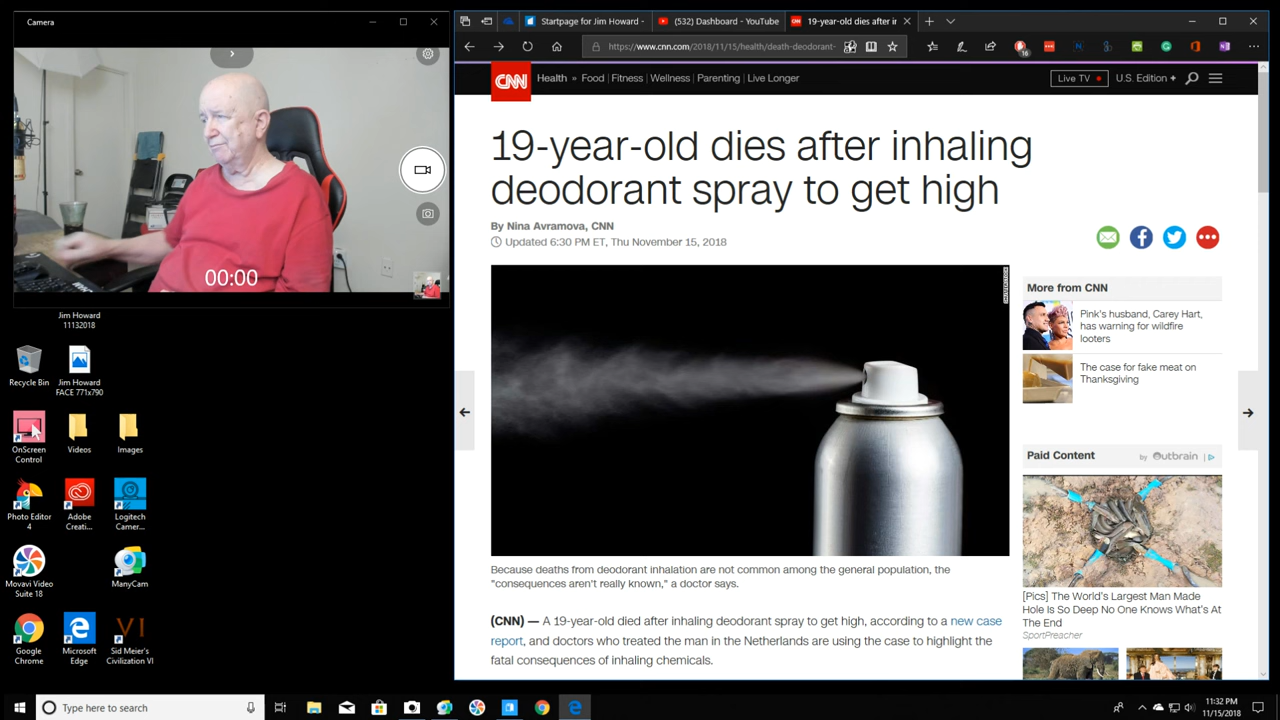 Camera
00:00
Jim Howard
11132018
Recycle Bin
Jim Howard
FACE 771x790
OnScreen
Control
Videos
Images
Photo Editor
4
Adobe
Creati...
Logitech
Camer...
Movavi Video
Suite 18
ManyCam
Google
Chrome
Microsoft
Edge
VI
Sid Meier's
Civilization VI
Startpage for Jim Howard -
(532) Dashboard - YouTube
19-year-old dies after ir
https://www.cnn.com/2018/11/15/health/death-deodorant-
16
CNN
Health » Food | Fitness | Wellness | Parenting | Live Longer
Live TV
U.S. Edition +
19-year-old dies after inhaling
deodorant spray to get high
By Nina Avramova, CNN
Updated 6:30 PM ET, Thu November 15, 2018
SHUTTERSTOCK
Because deaths from deodorant inhalation are not common among the general population, the
"consequences aren't really known," a doctor says.
(CNN) — A 19-year-old died after inhaling deodorant spray to get high, according to a new case
report, and doctors who treated the man in the Netherlands are using the case to highlight the
fatal consequences of inhaling chemicals.
More from CNN
Pink's husband, Carey Hart,
has warning for wildfire
looters
The case for fake meat on
Thanksgiving
Paid Content
by Outbrain
[Pics] The World's Largest Man Made
Hole Is So Deep No One Knows What's At
The End
SportPreacher
Type here to search
11:32 PM
11/15/2018